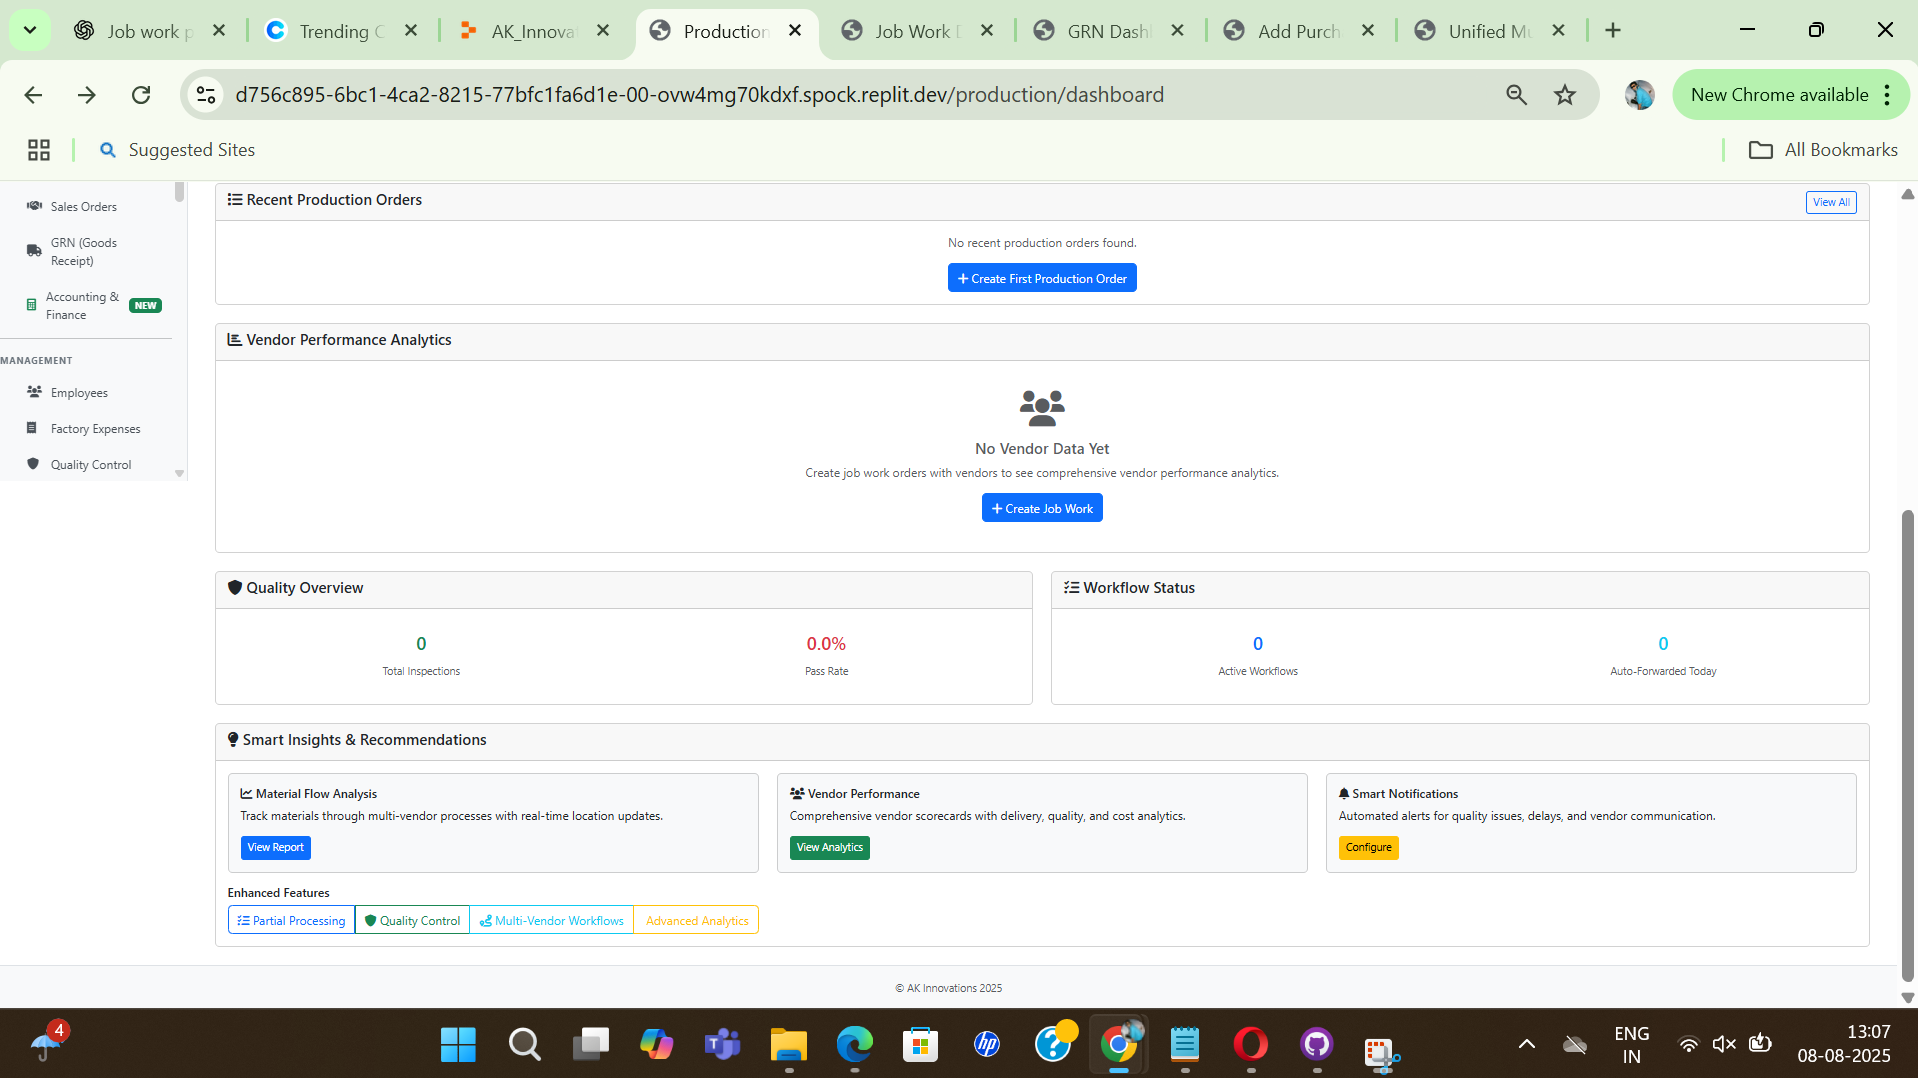 Job work p
Trending C
AK_Innova
Production
Job Work D
GRN Dash
Add Purch
Unified Mu
d756c895-6bc1-4ca2-8215-77bfc1fa6d1e-00-ovw4mg70kdxf.spock.replit.dev/production/dashboard
New Chrome available
Suggested Sites
All Bookmarks
Sales Orders
GRN (Goods
Receipt)
Accounting &
Finance
NEW
MANAGEMENT
Employees
Factory Expenses
Quality Control
Recent Production Orders
View All
No recent production orders found.
+ Create First Production Order
Vendor Performance Analytics
No Vendor Data Yet
Create job work orders with vendors to see comprehensive vendor performance analytics.
+ Create Job Work
Quality Overview
0
Total Inspections
0.0%
Pass Rate
Workflow Status
0
Active Workflows
0
Auto-Forwarded Today
Smart Insights & Recommendations
Material Flow Analysis
Track materials through multi-vendor processes with real-time location updates.
View Report
Vendor Performance
Comprehensive vendor scorecards with delivery, quality, and cost analytics.
View Analytics
Smart Notifications
Automated alerts for quality issues, delays, and vendor communication.
Configure
Enhanced Features
Partial Processing
Quality Control
Multi-Vendor Workflows
Advanced Analytics
© AK Innovations 2025
4
hp
ENG
IN
13:07
08-08-2025